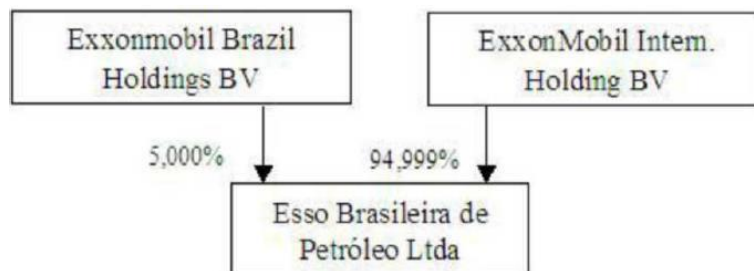 Exxonmobil Brazil
Holdings BV
ExxonMobil Intern.
Holding BV
5,000%
94,999%
Esso Brasileira de
Petróleo Ltda